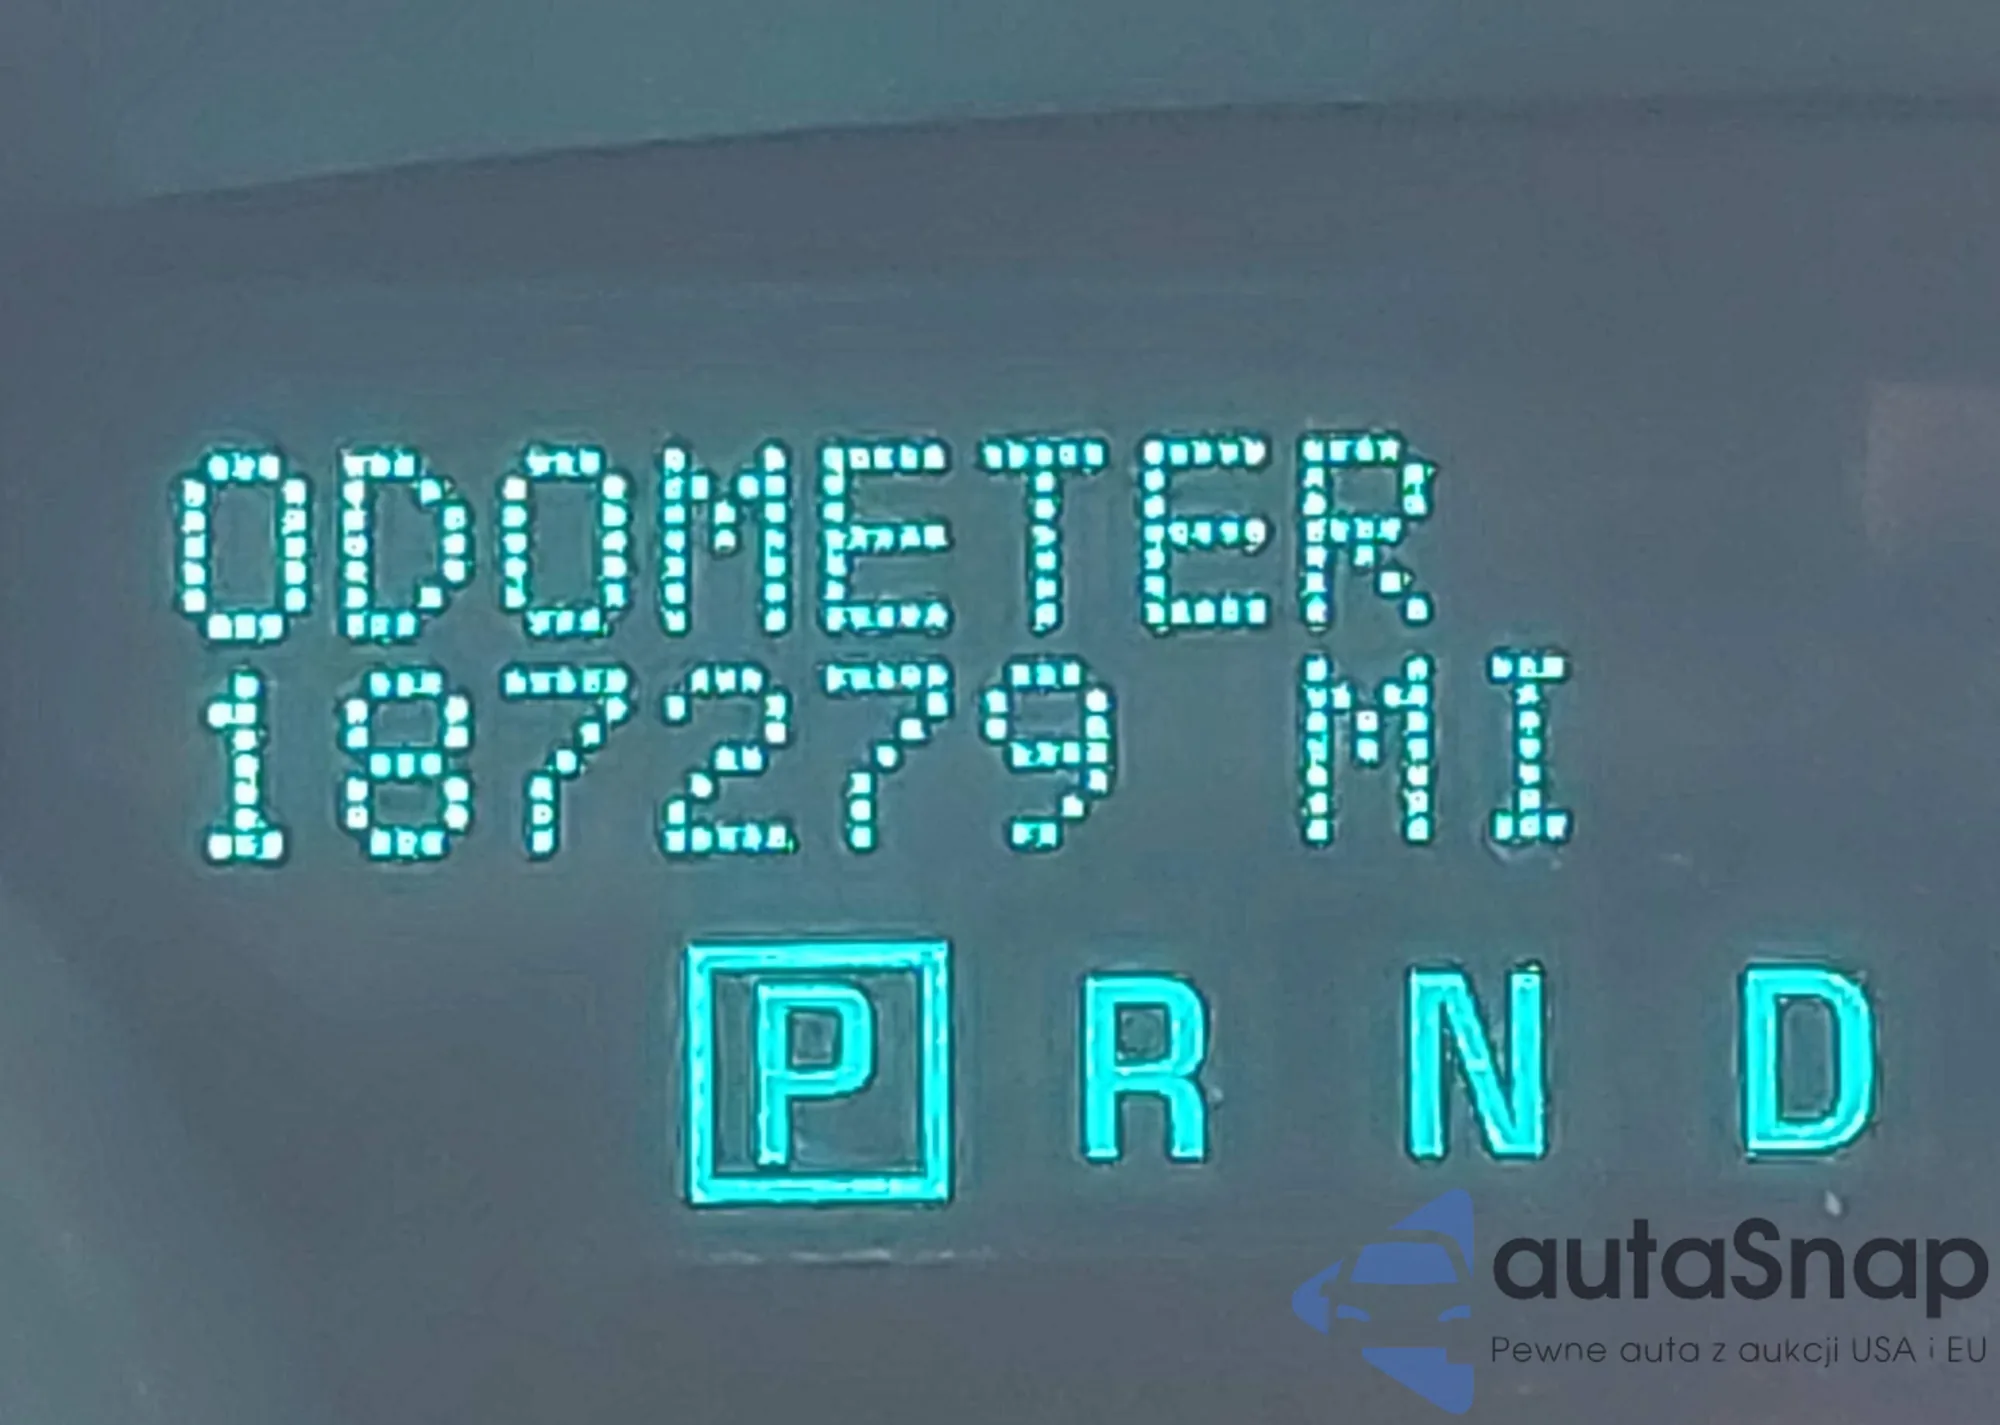 ODOMETER
187279 MI
P R N D
autaSnap
Pewne auta z aukcji USA i EU